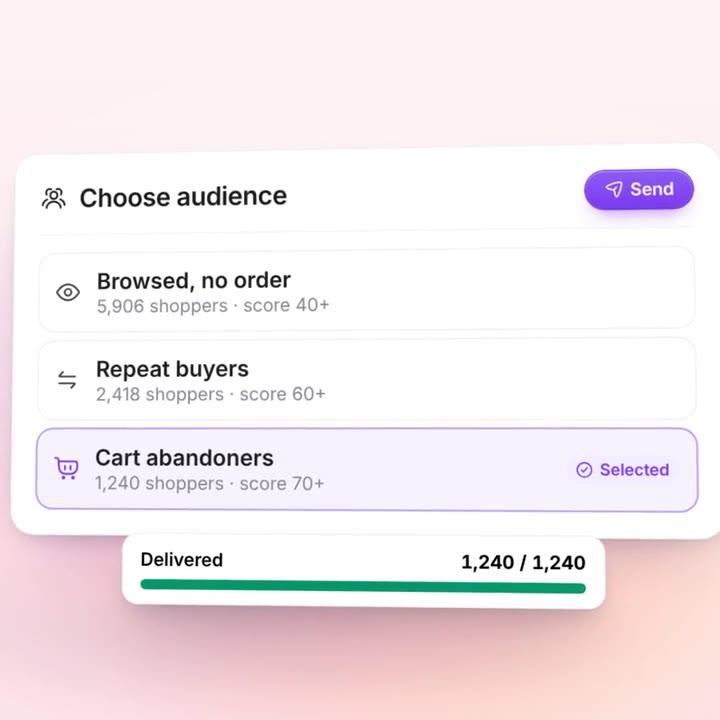 Choose audience
Send
Browsed, no order
5,906 shoppers · score 40+
Repeat buyers
2,418 shoppers · score 60+
Cart abandoners
1,240 shoppers · score 70+
Selected
Delivered
1,240 / 1,240